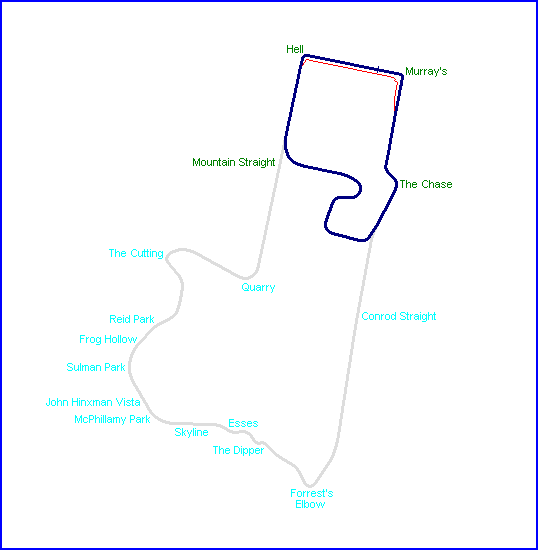 Hell
Murray's
Mountain Straight
The Chase
The Cutting
Quarry
Reid Park
Conrod Straight
Frog Hollow
Sulman Park
John Hinxman Vista
McPhillamy Park
Esses
Skyline
The Dipper
Forrest's
Elbow